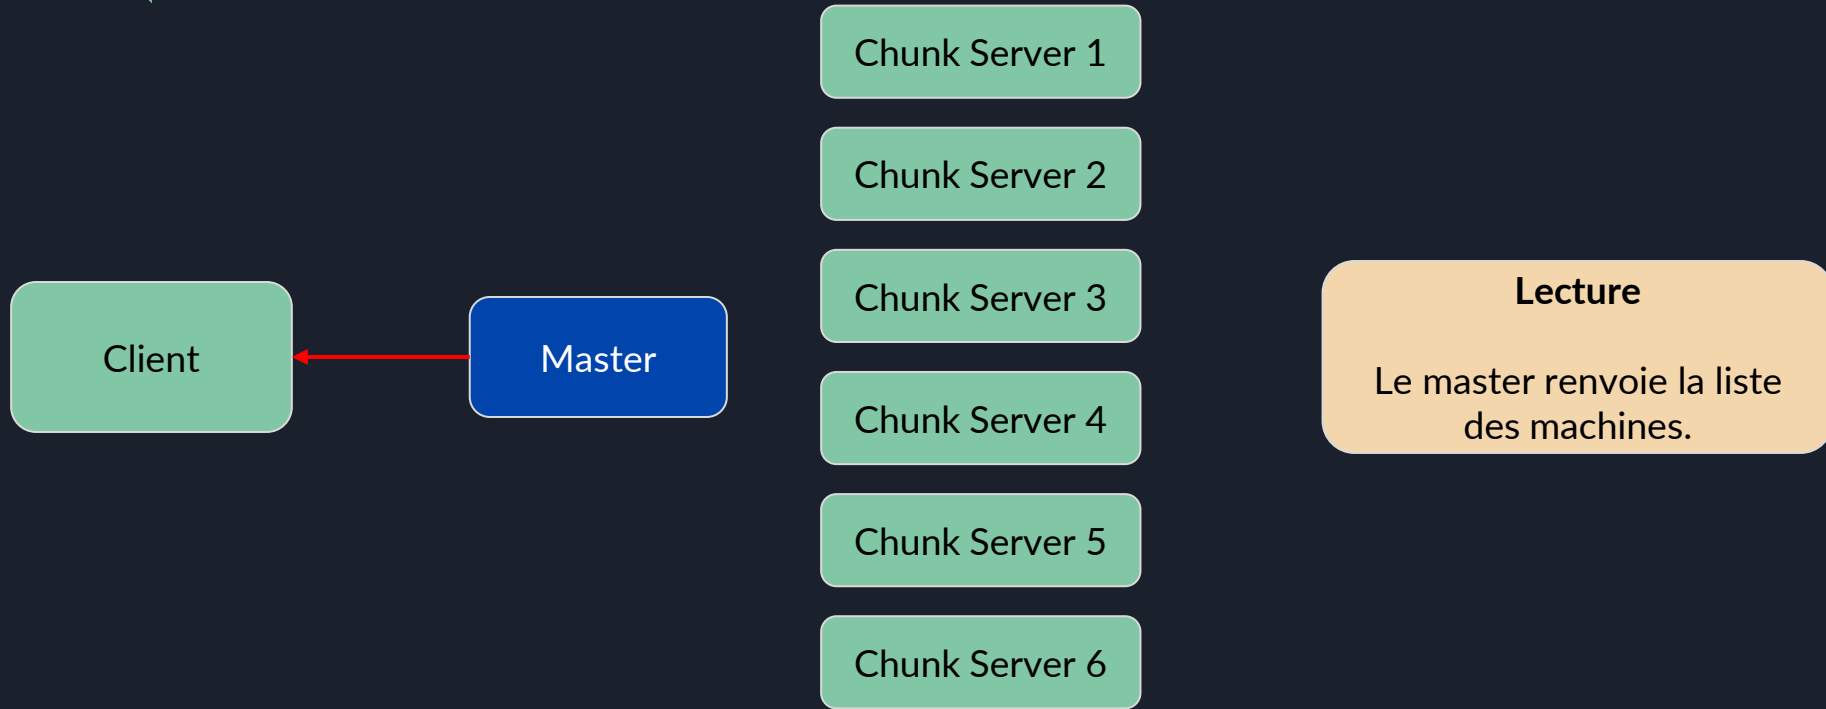 Chunk Server 1
Chunk Server 2
Chunk Server 3
Chunk Server 4
Chunk Server 5
Chunk Server 6
Client
Master
Lecture
Le master renvoie la liste
des machines.